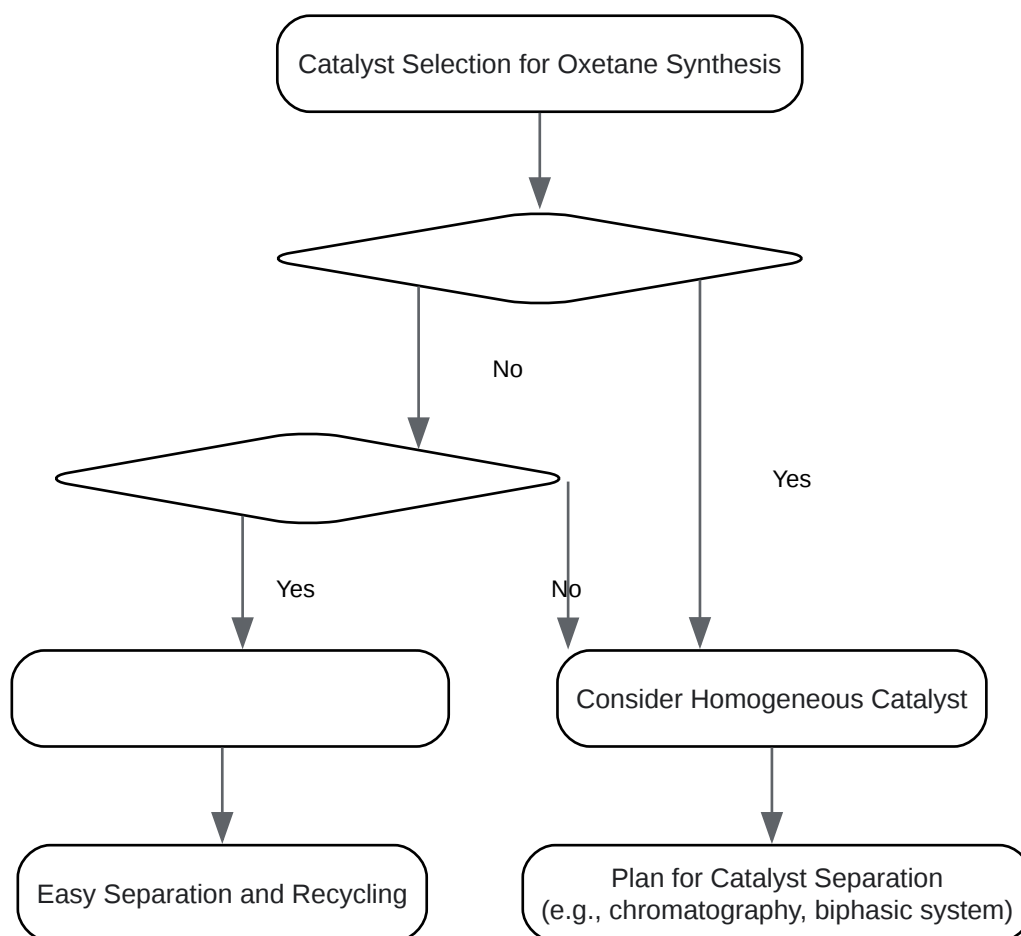 Catalyst Selection for Oxetane Synthesis
No
Yes
Yes
No
Consider Homogeneous Catalyst
Easy Separation and Recycling
Plan for Catalyst Separation
(e.g., chromatography, biphasic system)